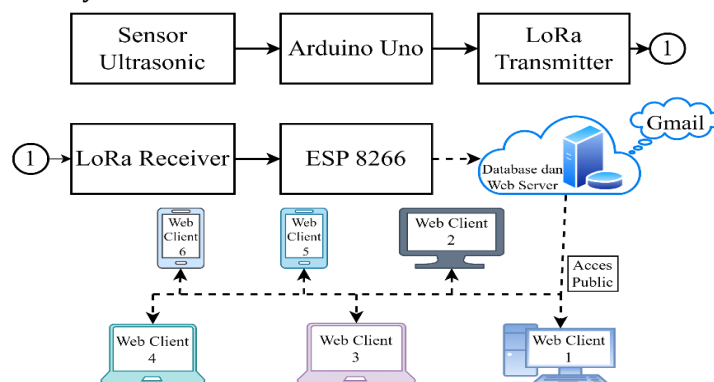 Sensor
Ultrasonic
Arduino Uno
LoRa
Transmitter
1
1
LoRa Receiver
ESP 8266
Database dan
Web Server
Gmail
Web
Client
6
Web
Client
5
Web Client
2
Acces
Public
Web Client
4
Web Client
3
Web Client
1